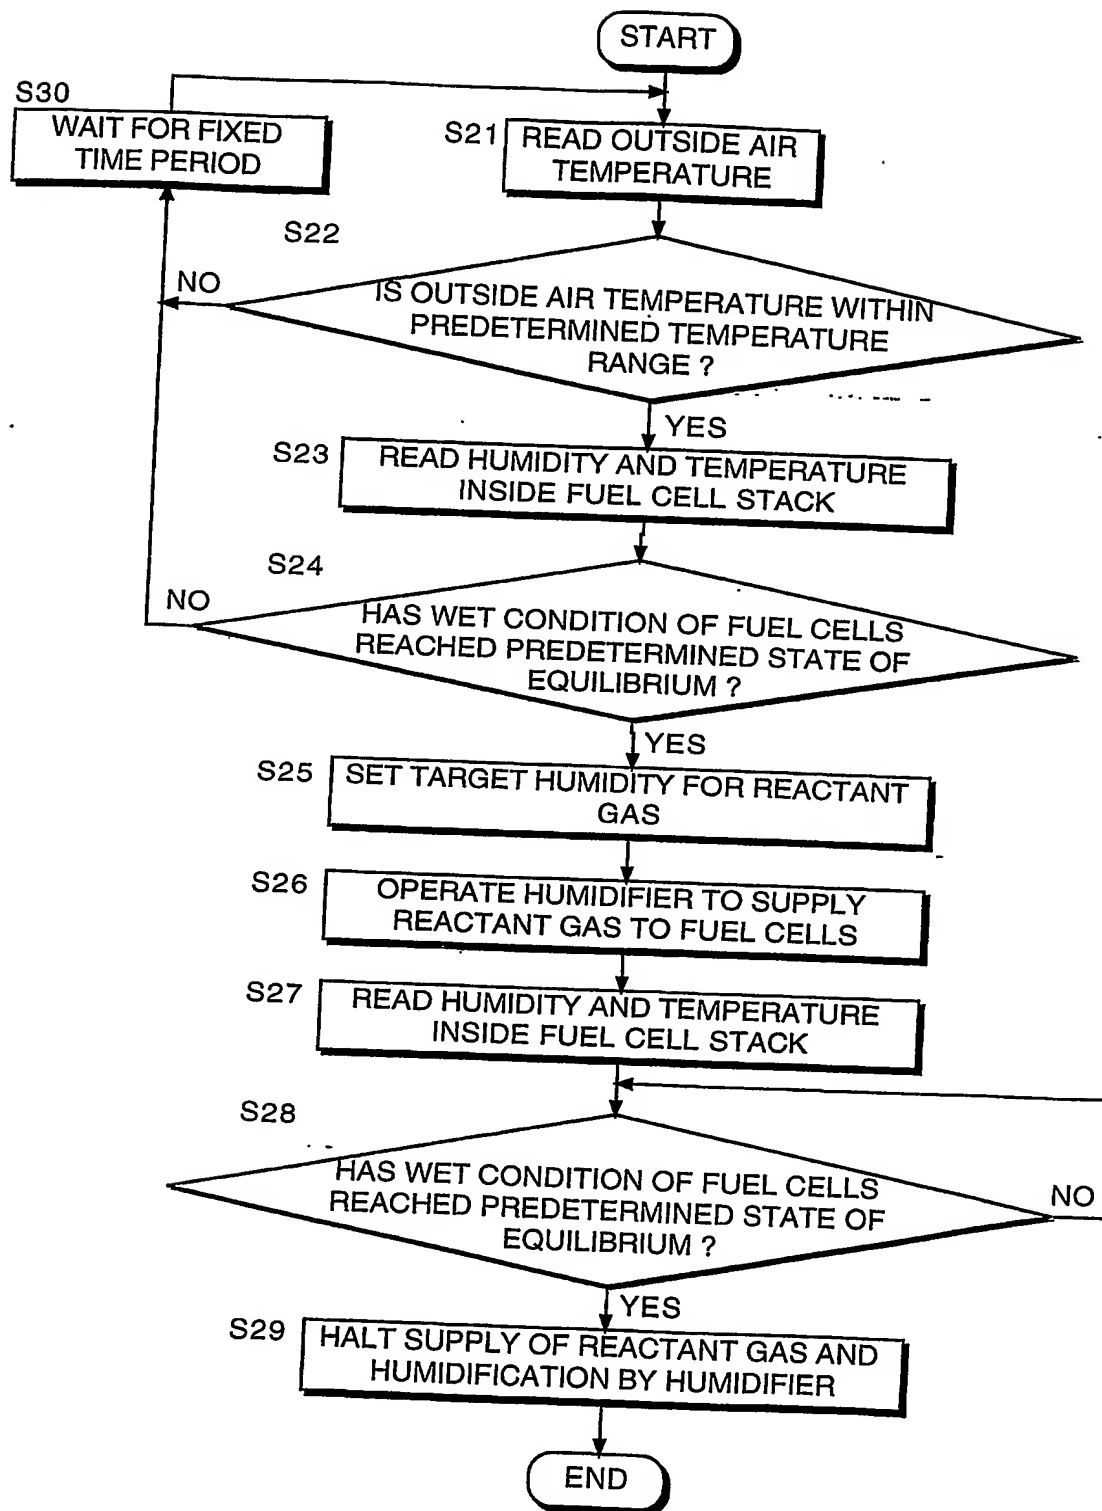 START
S30
WAIT FOR FIXED
TIME PERIOD
S21
READ OUTSIDE AIR
TEMPERATURE
S22
NO
IS OUTSIDE AIR TEMPERATURE WITHIN
PREDETERMINED TEMPERATURE
RANGE ?
YES
S23
READ HUMIDITY AND TEMPERATURE
INSIDE FUEL CELL STACK
S24
NO
HAS WET CONDITION OF FUEL CELLS
REACHED PREDETERMINED STATE OF
EQUILIBRIUM ?
YES
S25
SET TARGET HUMIDITY FOR REACTANT
GAS
S26
OPERATE HUMIDIFIER TO SUPPLY
REACTANT GAS TO FUEL CELLS
S27
READ HUMIDITY AND TEMPERATURE
INSIDE FUEL CELL STACK
S28
HAS WET CONDITION OF FUEL CELLS
REACHED PREDETERMINED STATE OF
EQUILIBRIUM ?
NO
YES
S29
HALT SUPPLY OF REACTANT GAS AND
HUMIDIFICATION BY HUMIDIFIER
END